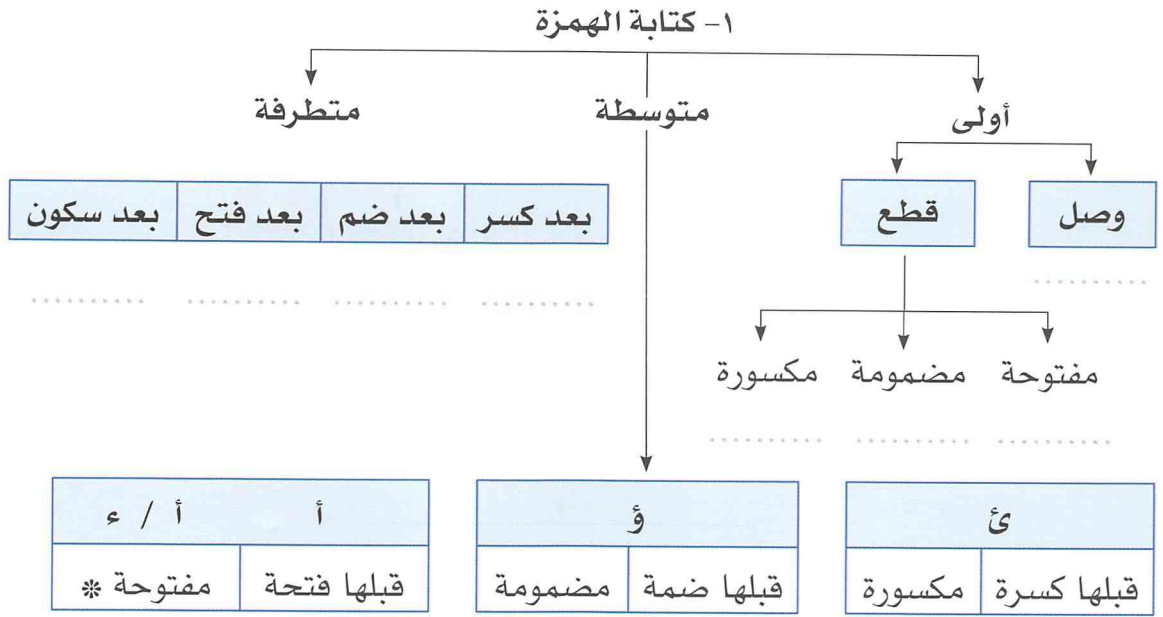 ١- كتابة الهمزة
أولى متوسطة متطرفة
وصل قطع
بعد كسر بعد ضم بعد فتح بعد سكون
.......... .......... .......... .......... ..........
مفتوحة مضمومة مكسورة
.......... .......... ..........
ئ ؤ أ أ / ء
قبلها كسرة مكسورة قبلها ضمة مضمومة قبلها فتحة مفتوحة *